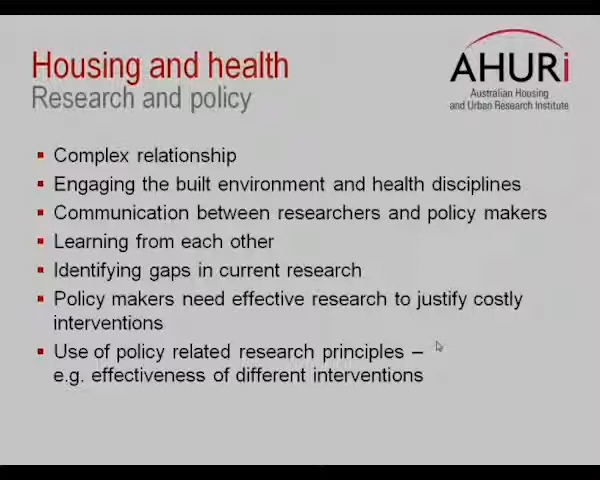 Housing and health
Research and policy
AHURi
Australian Housing
and Urban Research Institute
Complex relationship
Engaging the built environment and health disciplines
Communication between researchers and policy makers
Learning from each other
Identifying gaps in current research
Policy makers need effective research to justify costly
interventions
Use of policy related research principles –
e.g. effectiveness of different interventions